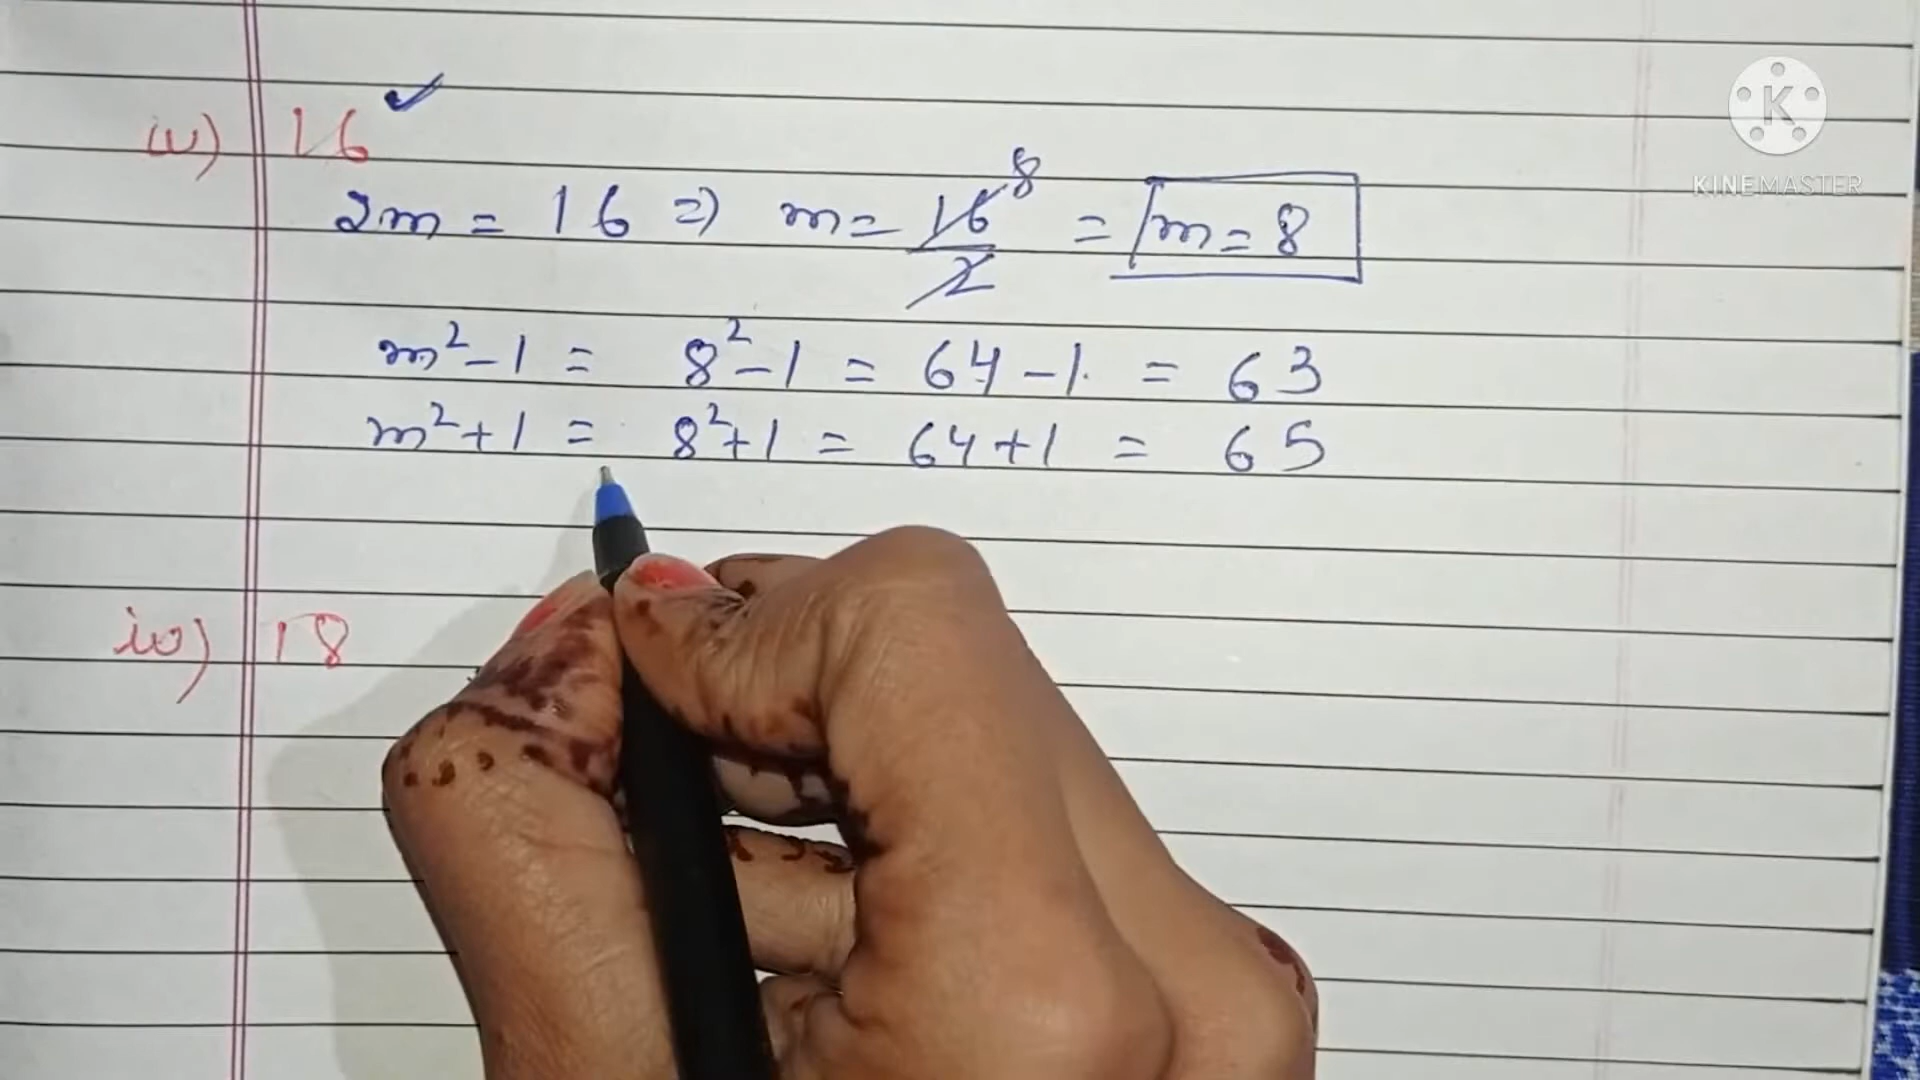 iii) 16 ✓
K
KINEMASTER
2m = 16 => m = 16/2 8 = m = 8
m²-1 = 8²-1 = 64-1 = 63
m²+1 = 8²+1 = 64+1 = 65
iv) 18